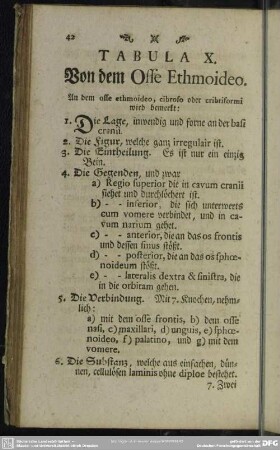 42
TABULA X.
Von dem Osse Ethmoideo.
An dem osse ethmoideo, cibroso oder cribriformi
wird bemerkt:
1. Die Lage, inwendig und forne an der basi
cranii.
2. Die Figur, welche ganz irregulair ist.
3. Die Eintheilung. Es ist nur ein einzig
Bein.
4. Die Gegenden, und zwar
a) Regio superior die in cavum cranii
siehet und durchlöchert ist.
b) - - inferior, die sich unterwerts
cum vomere verbindet, und in ca-
vum narium gehet.
c) - - anterior, die an das os frontis
und dessen sinus stößt.
d) - - posterior, die an das os sphœ-
noideum stößt.
e) - - lateralis dextra & sinistra, die
in die orbitam gehen.
5. Die Verbindung. Mit 7. Knochen, nehm-
lich:
a) mit dem osse frontis, b) dem osse
nasi, c) maxillari, d) unguis, e) sphœ-
noideo, f) palatino, und g) mit dem
vomere.
6. Die Substanz, welche aus einfachen, dün-
nen, cellulösen laminis ohne diploe bestehet.
7. Zwei
DFG